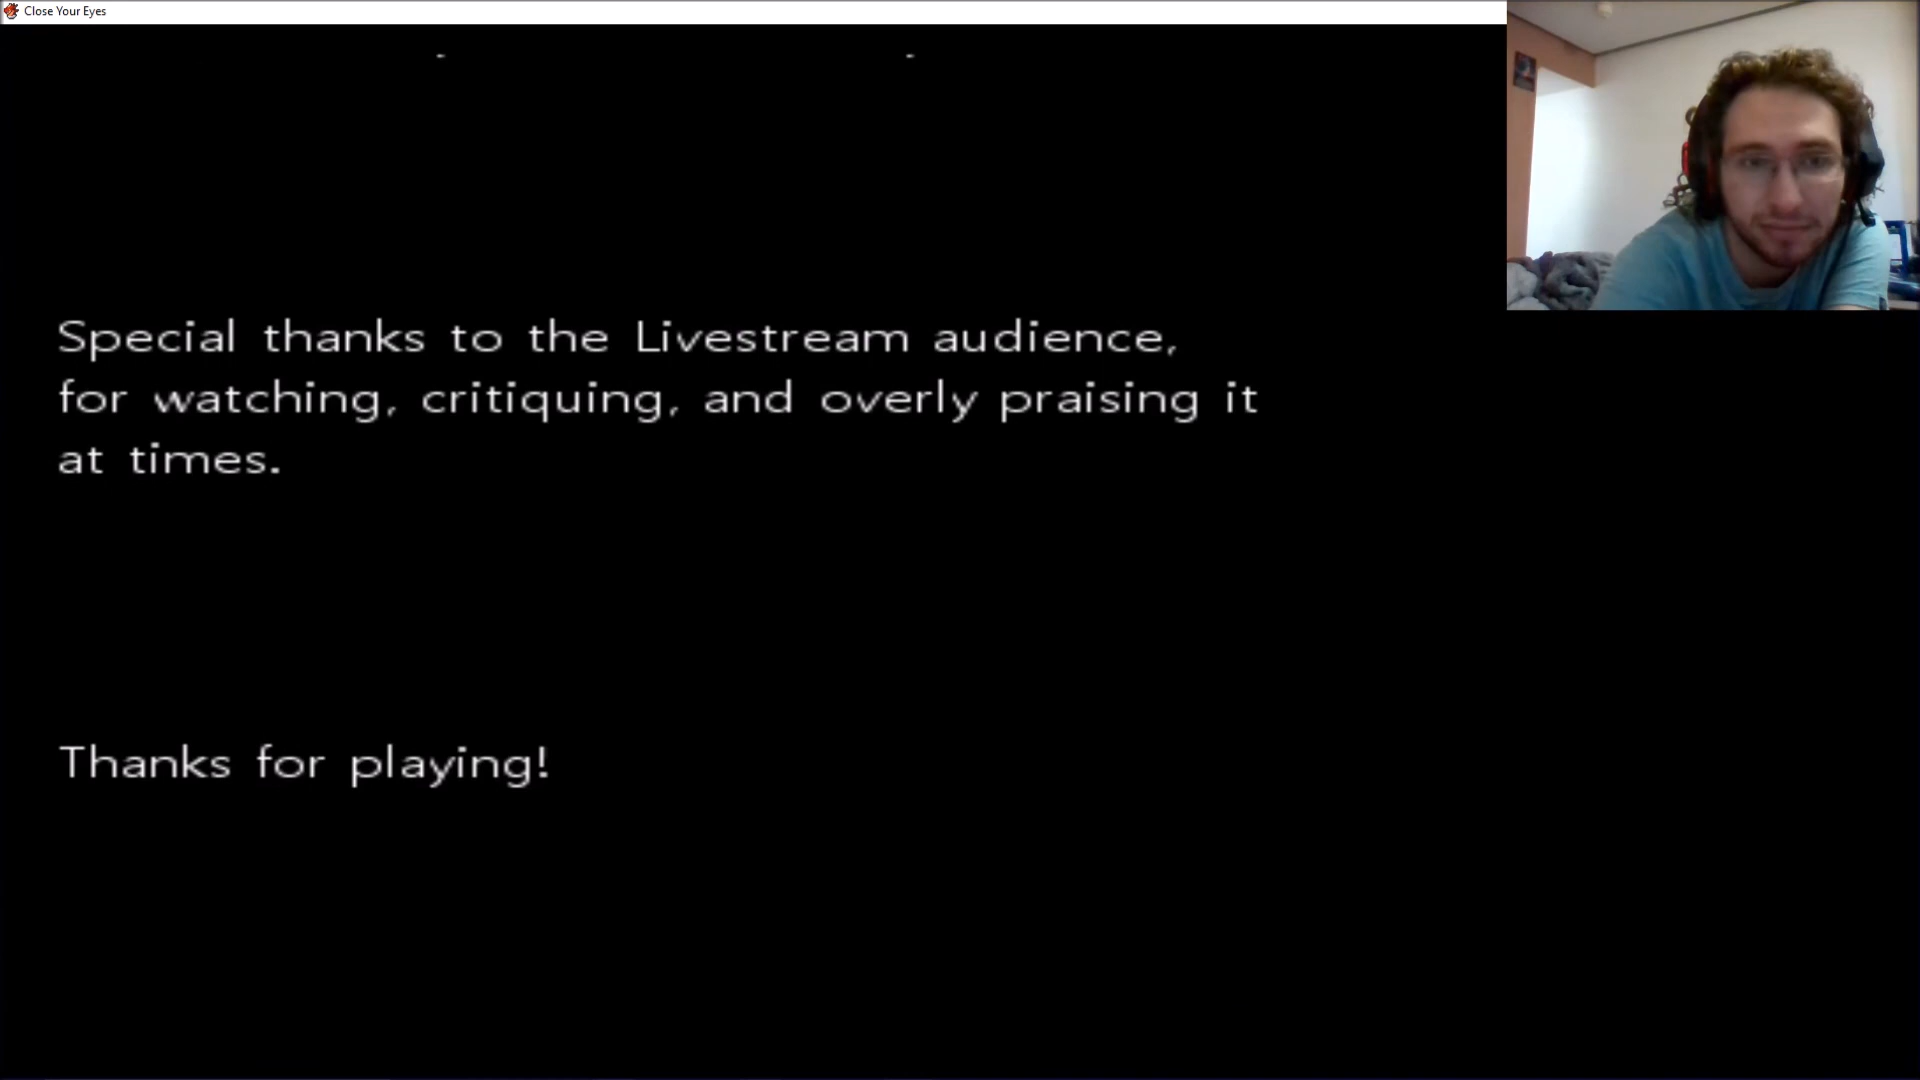 Close Your Eyes
Special thanks to the Livestream audience,
for watching, critiquing, and overly praising it
at times.
Thanks for playing!